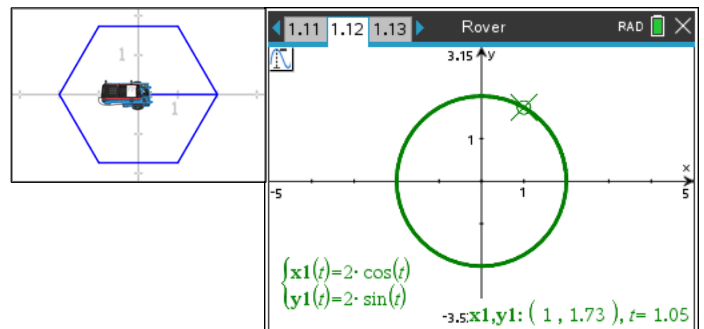 1
1
1.11 1.12 1.13 Rover RAD
3.15 y
1
x
-5 1 5
x1(t)=2· cos(t)
y1(t)=2· sin(t)
-3.5 x1,y1: ( 1 , 1.73 ), t= 1.05